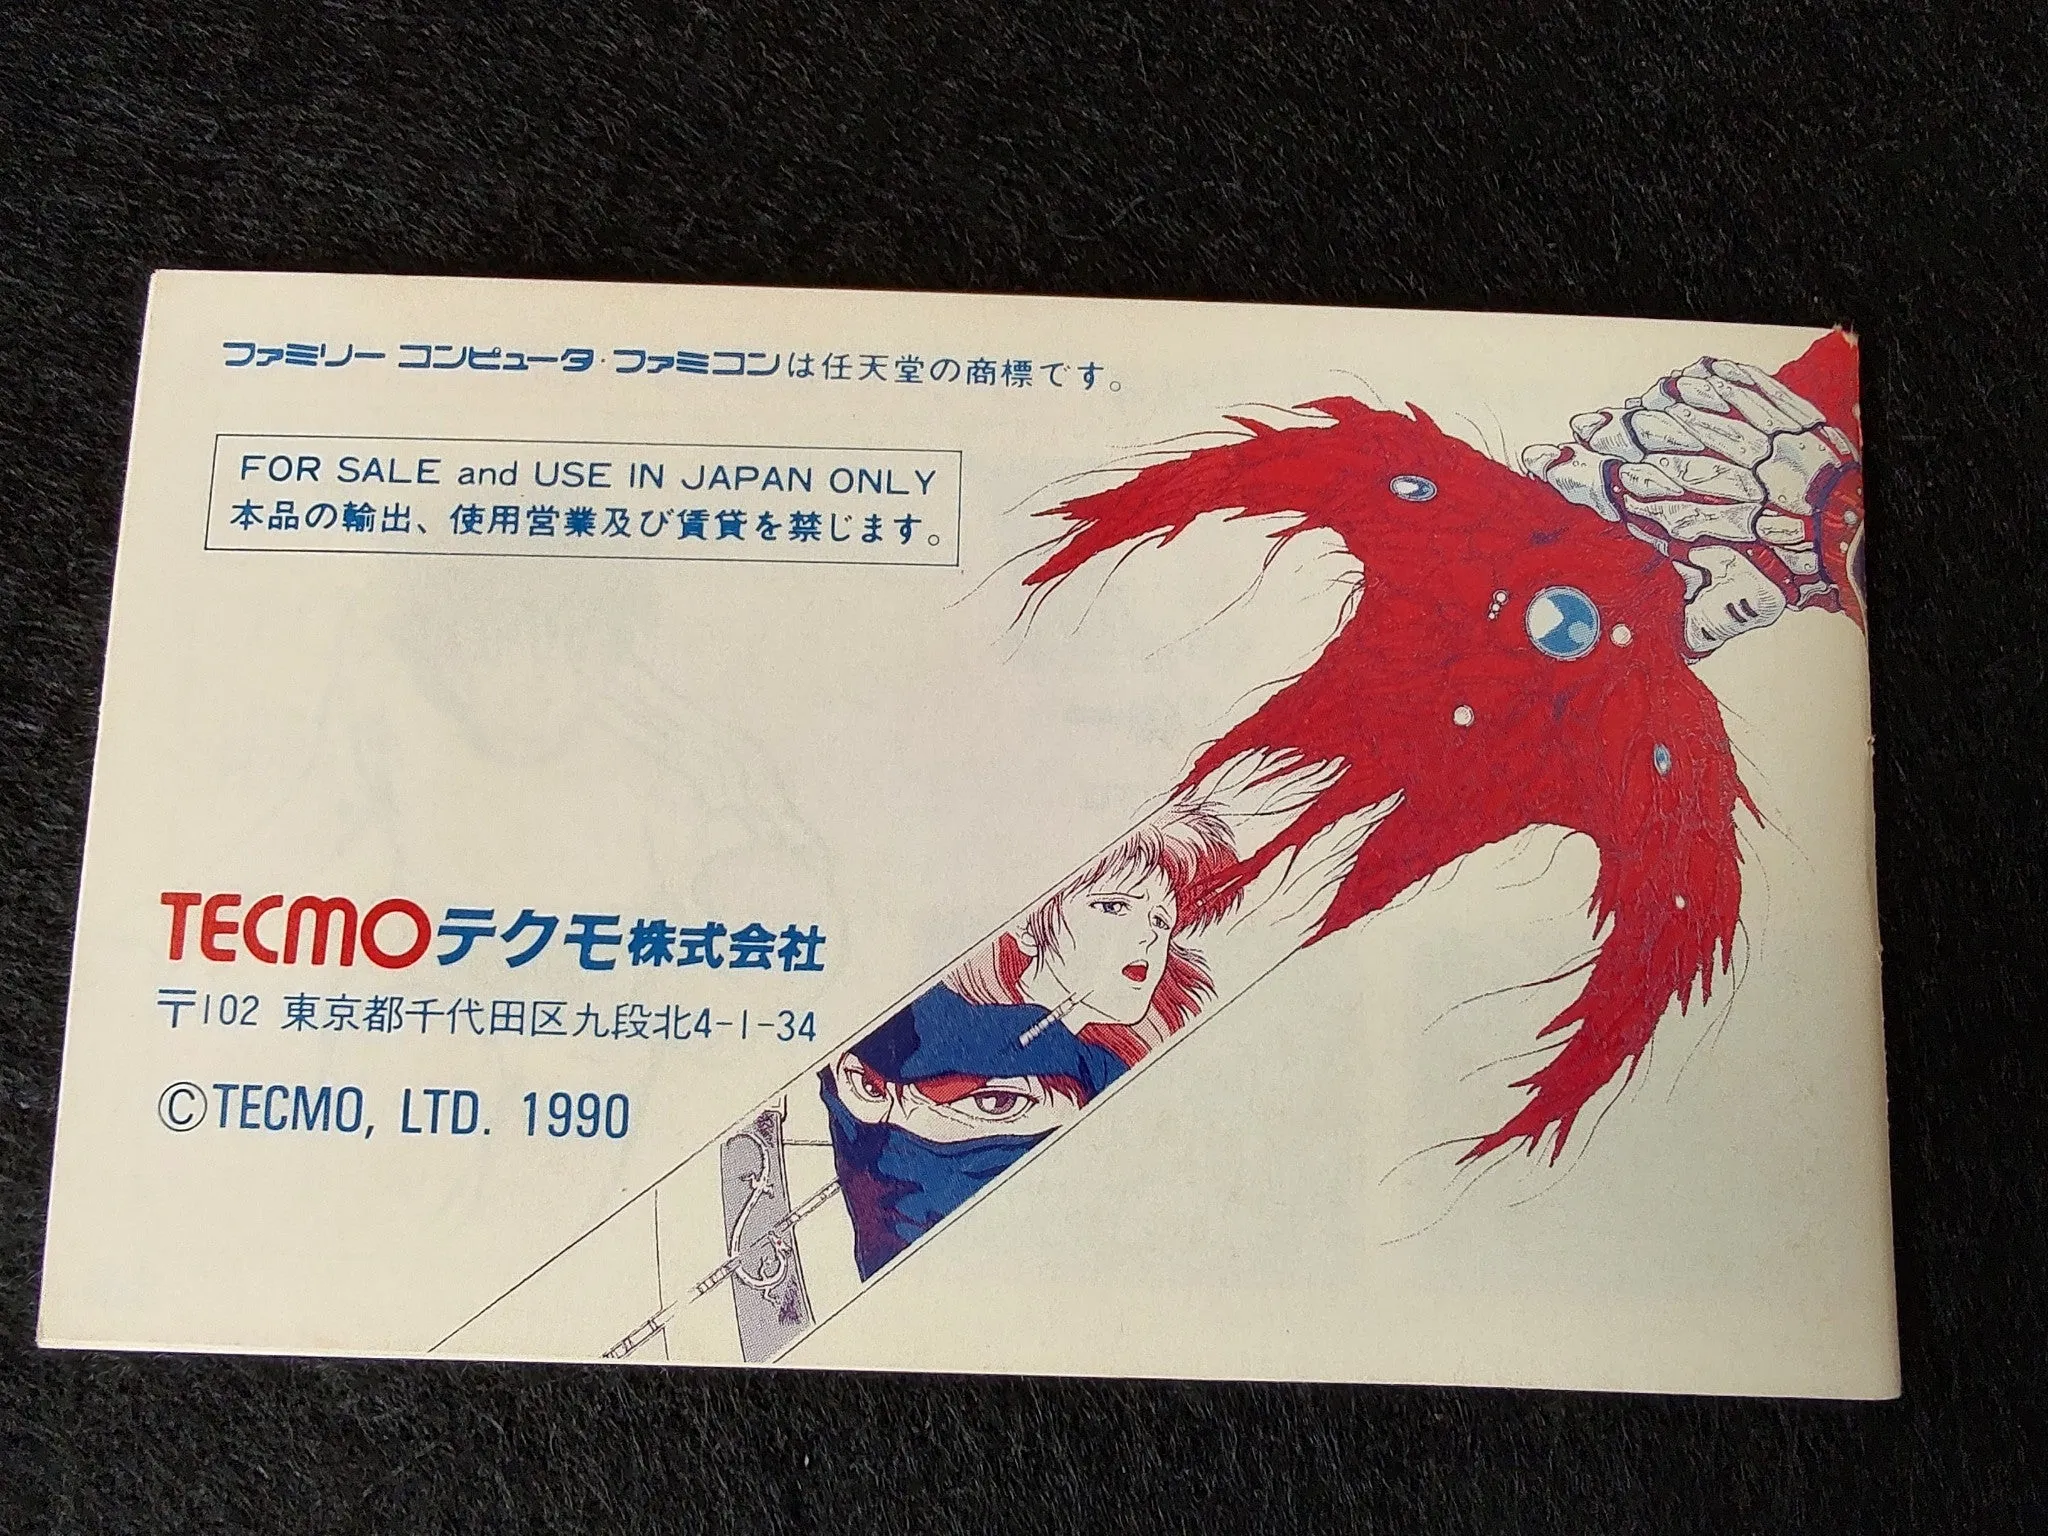 ファミリー コンピュータ・ファミコンは任天堂の商標です。
FOR SALE and USE IN JAPAN ONLY
本品の輸出、使用営業及び賃貸を禁じます。
TECMOテクモ株式会社
〒102 東京都千代田区九段北4-1-34
©TECMO, LTD. 1990